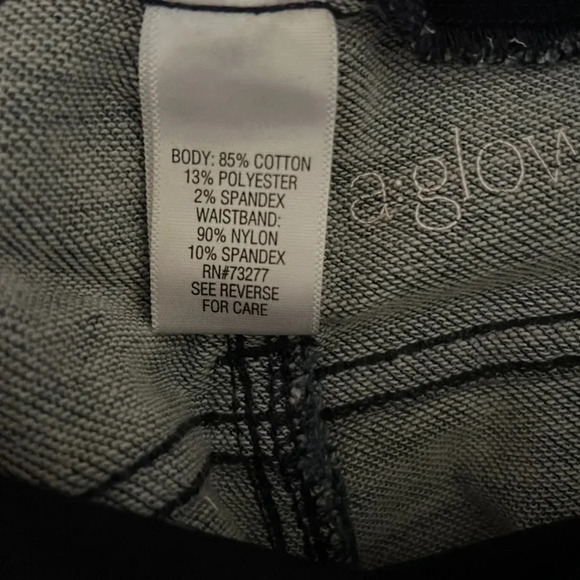 BODY: 85% COTTON
13% POLYESTER
2% SPANDEX
WAISTBAND:
90% NYLON
10% SPANDEX
RN#73277
SEE REVERSE
FOR CARE
a:glow